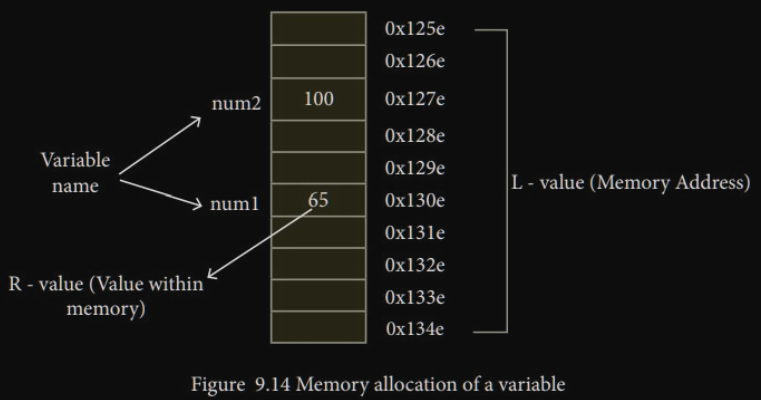 0x125e
0x126e
num2 100 0x127e
0x128e
Variable
name
0x129e
L - value (Memory Address)
num1 65 0x130e
0x131e
0x132e
R - value (Value within
memory)
0x133e
0x134e
Figure 9.14 Memory allocation of a variable